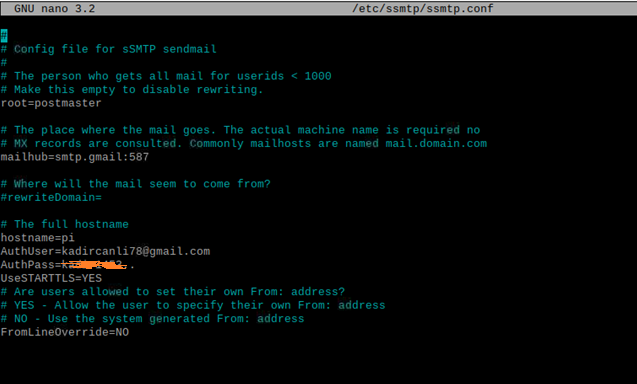 GNU nano 3.2 /etc/ssmtp/ssmtp.conf
#
# Config file for sSMTP sendmail
#
# The person who gets all mail for userids < 1000
# Make this empty to disable rewriting.
root=postmaster
# The place where the mail goes. The actual machine name is required no
# MX records are consulted. Commonly mailhosts are named mail.domain.com
mailhub=smtp.gmail:587
# Where will the mail seem to come from?
#rewriteDomain=
# The full hostname
hostname=pi
AuthUser=kadircanli78@gmail.com
AuthPass=
UseSTARTTLS=YES
# Are users allowed to set their own From: address?
# YES - Allow the user to specify their own From: address
# NO - Use the system generated From: address
FromLineOverride=NO